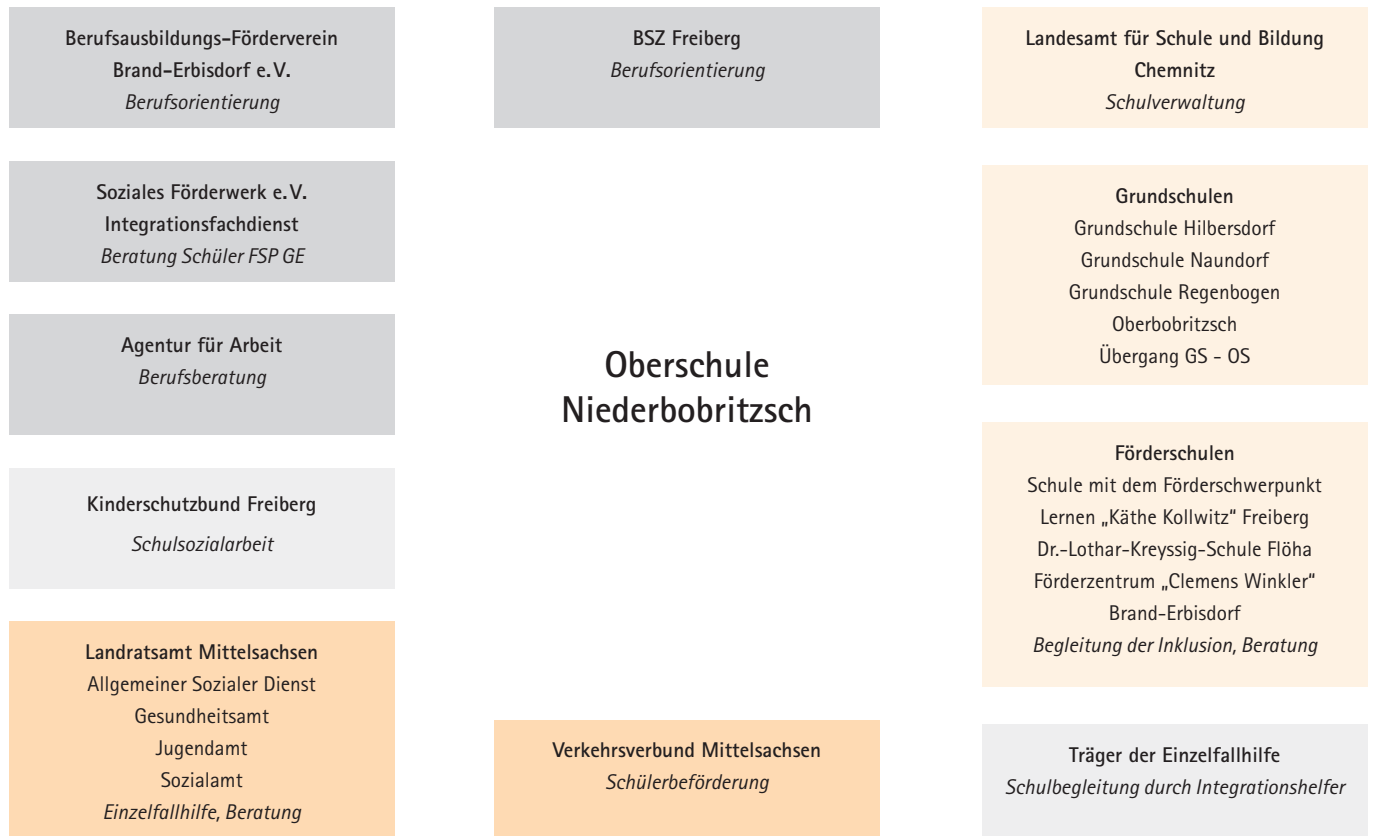 Berufsausbildungs-Förderverein
Brand-Erbisdorf e.V.
Berufsorientierung
Soziales Förderwerk e.V.
Integrationsfachdienst
Beratung Schüler FSP GE
Agentur für Arbeit
Berufsberatung
Kinderschutzbund Freiberg
Schulsozialarbeit
Landratsamt Mittelsachsen
Allgemeiner Sozialer Dienst
Gesundheitsamt
Jugendamt
Sozialamt
Einzelfallhilfe, Beratung
BSZ Freiberg
Berufsorientierung
Oberschule
Niederbobritzsch
Verkehrsverbund Mittelsachsen
Schülerbeförderung
Landesamt für Schule und Bildung
Chemnitz
Schulverwaltung
Grundschulen
Grundschule Hilbersdorf
Grundschule Naundorf
Grundschule Regenbogen
Oberbobritzsch
Übergang GS - OS
Förderschulen
Schule mit dem Förderschwerpunkt
Lernen „Käthe Kollwitz“ Freiberg
Dr.-Lothar-Kreyssig-Schule Flöha
Förderzentrum „Clemens Winkler“
Brand-Erbisdorf
Begleitung der Inklusion, Beratung
Träger der Einzelfallhilfe
Schulbegleitung durch Integrationshelfer